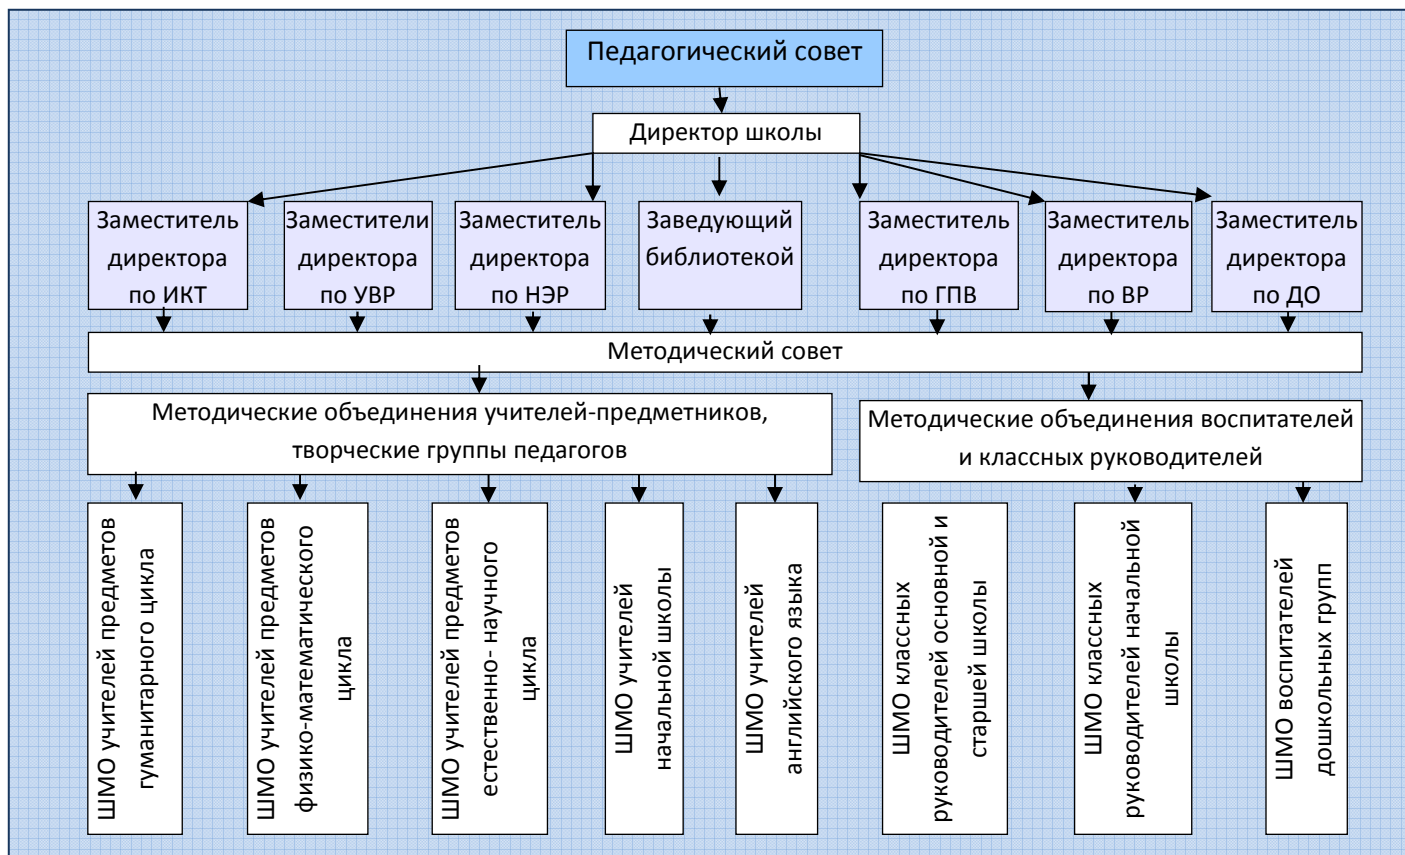 Педагогический совет
Директор школы
Заместитель
директора
по ИКТ
Заместители
директора
по УВР
Заместитель
директора
по НЭР
Заведующий
библиотекой
Заместитель
директора
по ГПВ
Заместитель
директора
по ВР
Заместитель
директора
по ДО
Методический совет
Методические объединения учителей-предметников,
творческие группы педагогов
Методические объединения воспитателей
и классных руководителей
ШМО учителей предметов
гуманитарного цикла
ШМО учителей предметов
физико-математического
цикла
ШМО учителей предметов
естественно- научного
цикла
ШМО учителей
начальной школы
ШМО учителей
английского языка
ШМО классных
руководителей основной и
старшей школы
ШМО классных
руководителей начальной
школы
ШМО воспитателей
дошкольных групп